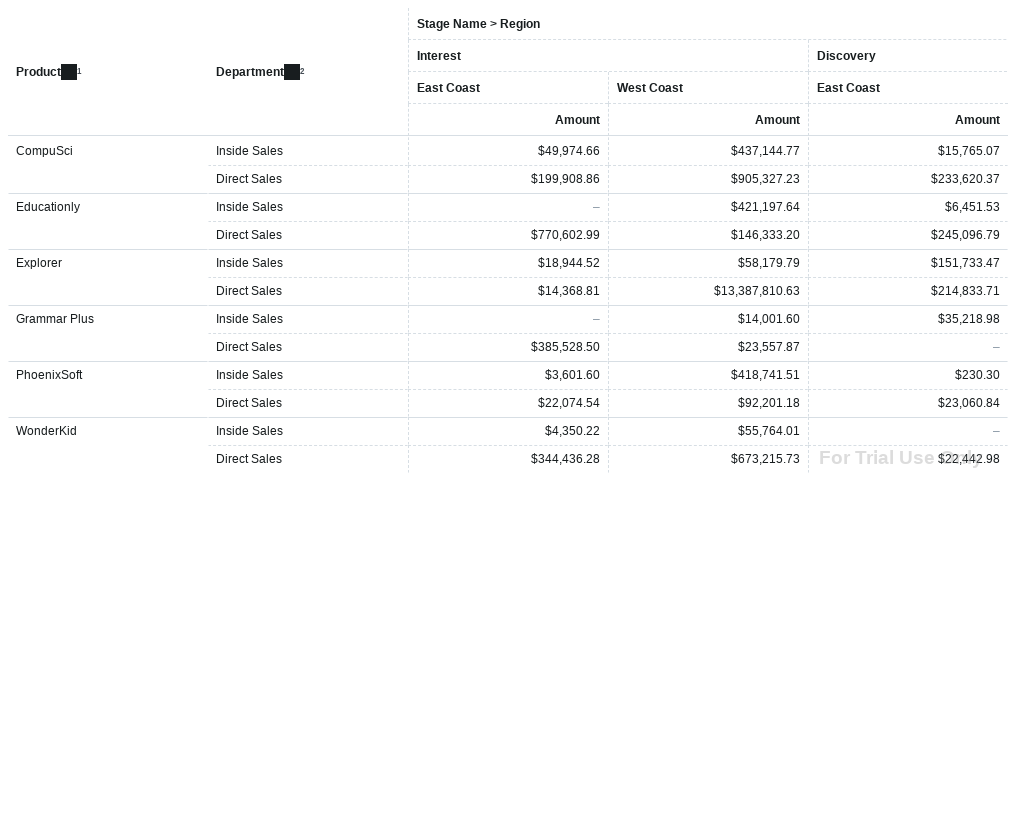 Stage Name > Region
Product 1 Department 2 Interest Discovery
East Coast West Coast East Coast
Amount Amount Amount
CompuSci Inside Sales $49,974.66 $437,144.77 $15,765.07
Direct Sales $199,908.86 $905,327.23 $233,620.37
Educationly Inside Sales – $421,197.64 $6,451.53
Direct Sales $770,602.99 $146,333.20 $245,096.79
Explorer Inside Sales $18,944.52 $58,179.79 $151,733.47
Direct Sales $14,368.81 $13,387,810.63 $214,833.71
Grammar Plus Inside Sales – $14,001.60 $35,218.98
Direct Sales $385,528.50 $23,557.87 –
PhoenixSoft Inside Sales $3,601.60 $418,741.51 $230.30
Direct Sales $22,074.54 $92,201.18 $23,060.84
WonderKid Inside Sales $4,350.22 $55,764.01 –
Direct Sales $344,436.28 $673,215.73 $22,442.98
For Trial Use Only